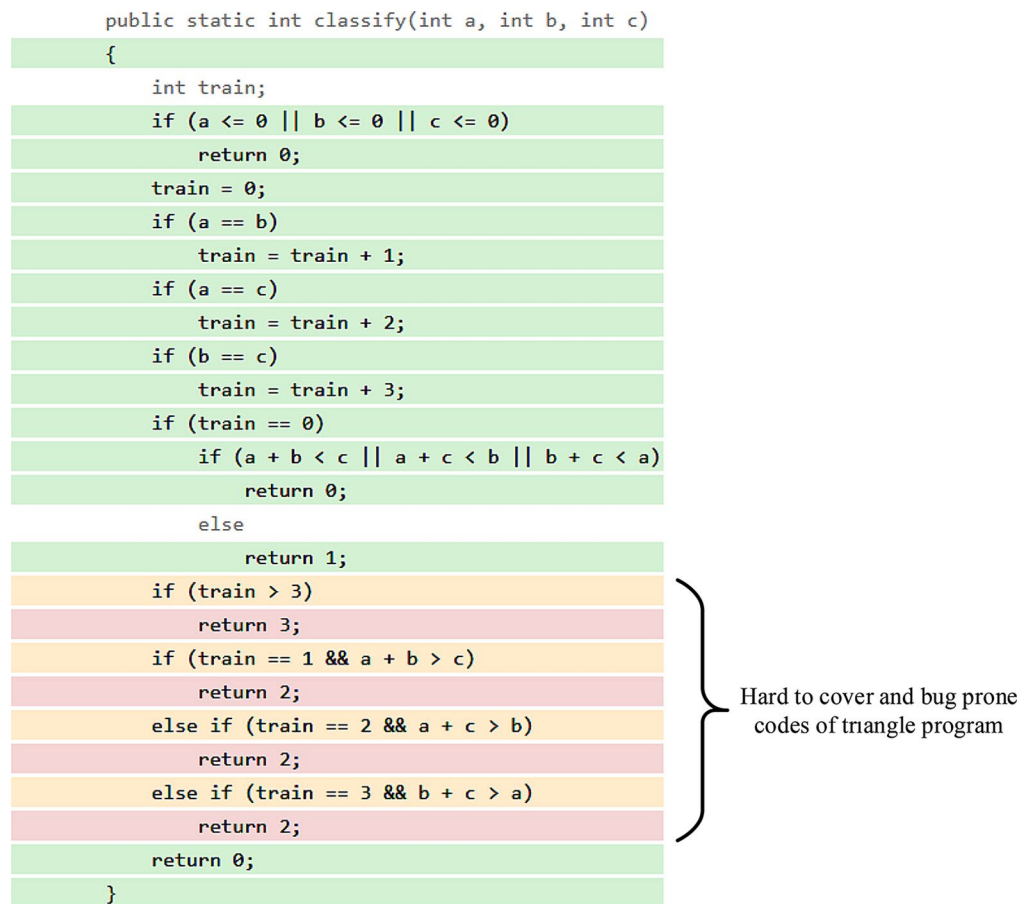 public static int classify(int a, int b, int c)
{
int train;
if (a <= 0 || b <= 0 || c <= 0)
return 0;
train = 0;
if (a == b)
train = train + 1;
if (a == c)
train = train + 2;
if (b == c)
train = train + 3;
if (train == 0)
if (a + b < c || a + c < b || b + c < a)
return 0;
else
return 1;
if (train > 3)
return 3;
if (train == 1 && a + b > c)
return 2;
else if (train == 2 && a + c > b)
return 2;
else if (train == 3 && b + c > a)
return 2;
return 0;
}
Hard to cover and bug prone
codes of triangle program